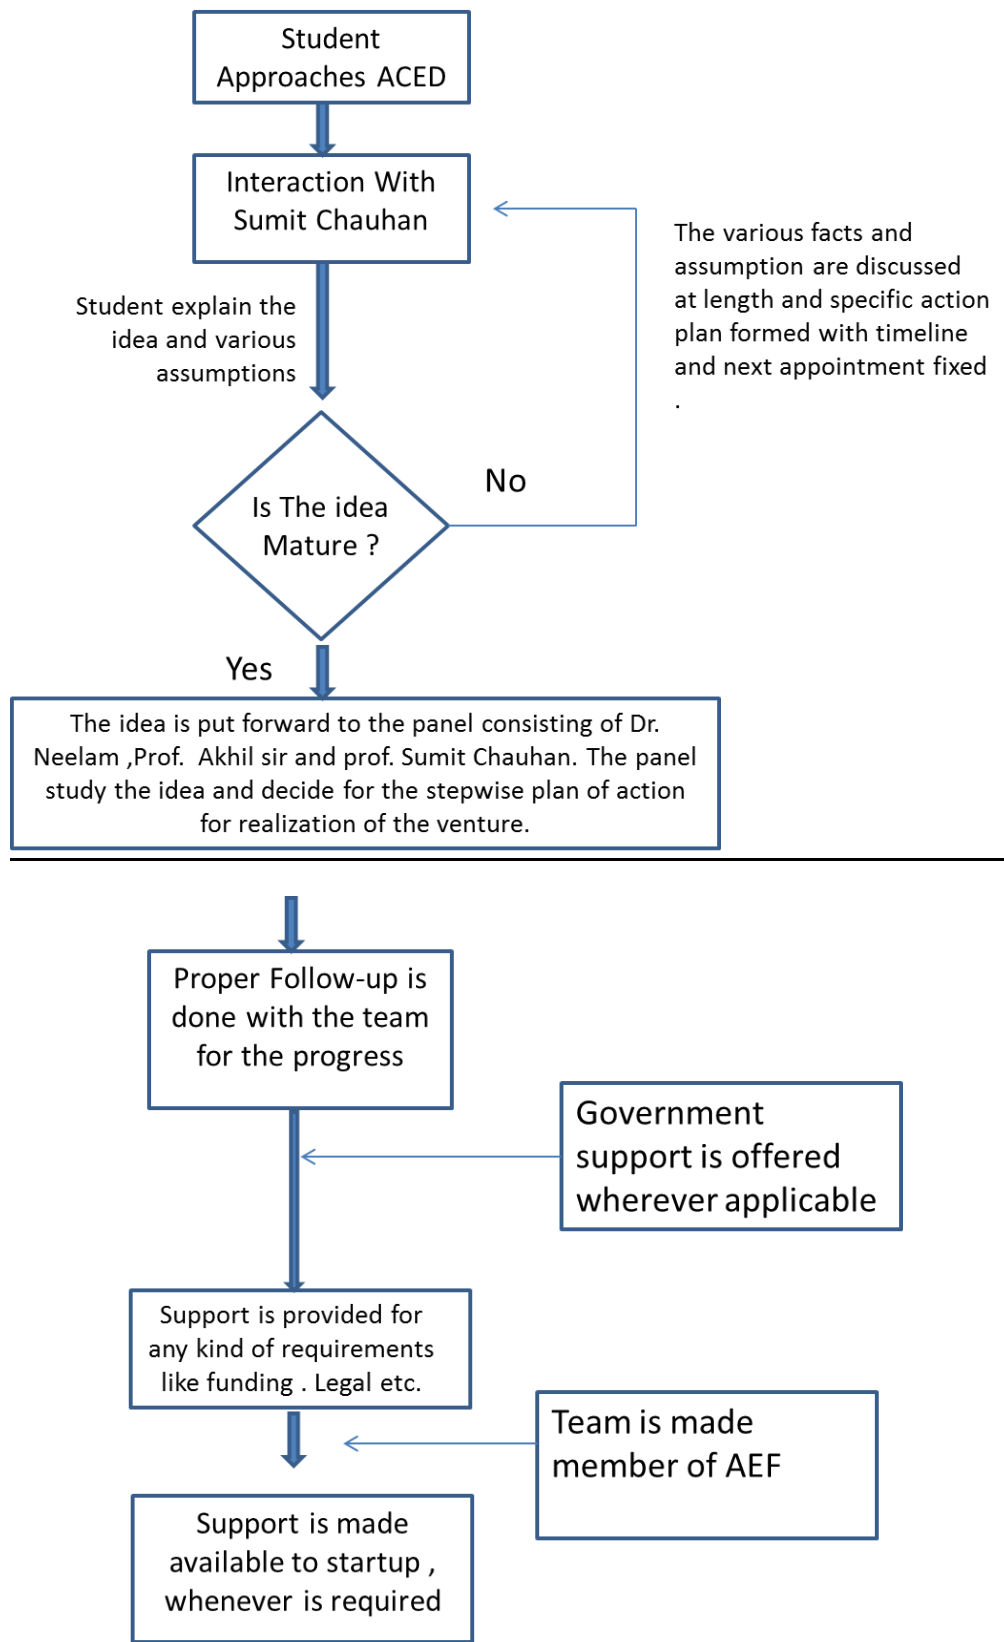 Student
Approaches ACED
Interaction With
Sumit Chauhan
The various facts and
assumption are discussed
at length and specific action
plan formed with timeline
and next appointment fixed
.
Student explain the
idea and various
assumptions
No
Is The idea
Mature ?
Yes
The idea is put forward to the panel consisting of Dr.
Neelam ,Prof.  Akhil sir and prof. Sumit Chauhan. The panel
study the idea and decide for the stepwise plan of action
for realization of the venture.
Proper Follow-up is
done with the team
for the progress
Government
support is offered
wherever applicable
Support is provided for
any kind of requirements
like funding . Legal etc.
Team is made
member of AEF
Support is made
available to startup ,
whenever is required